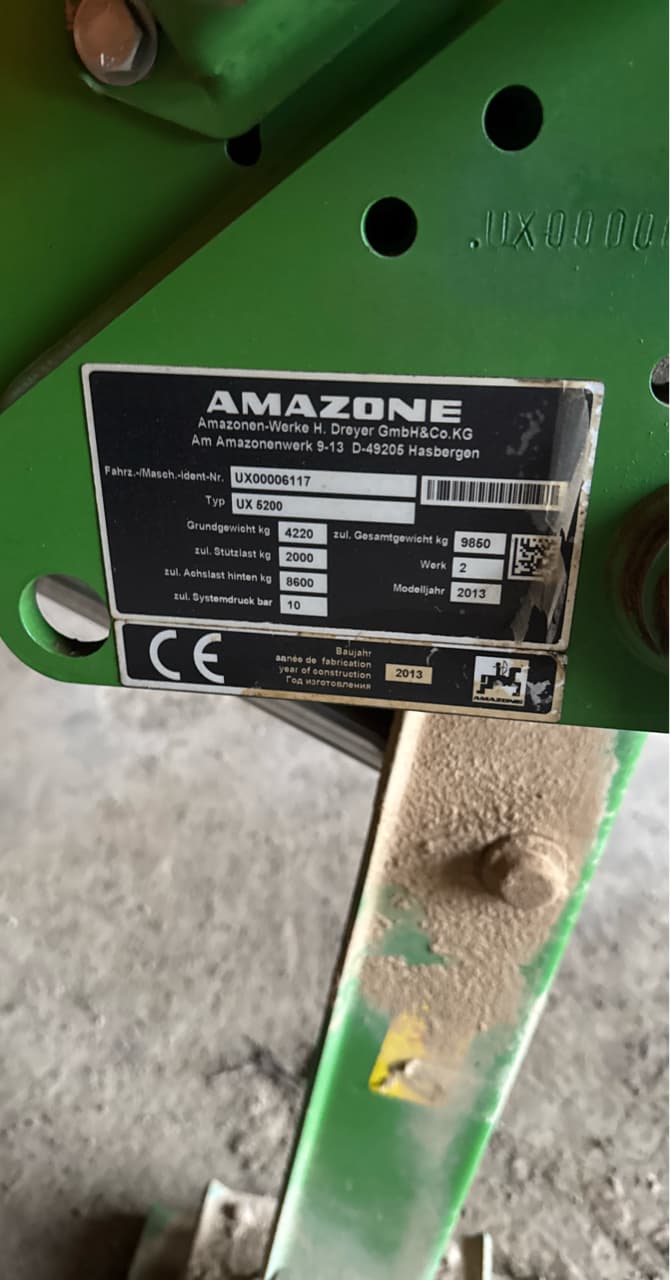 .UX0000
AMAZONE
Amazonen-Werke H. Dreyer GmbH&Co.KG
Am Amazonenwerk 9-13 D-49205 Hasbergen
Fahrz.-/Masch.-Ident-Nr. UX00006117
Typ UX 5200
Grundgewicht kg 4220 zul. Gesamtgewicht kg 9850
zul. Stützlast kg 2000 Werk 2
zul. Achslast hinten kg 8600 Modelljahr 2013
zul. Systemdruck bar 10
CE
Baujahr
année de fabrication
year of construction 2013
Год изготовления
AMAZONE